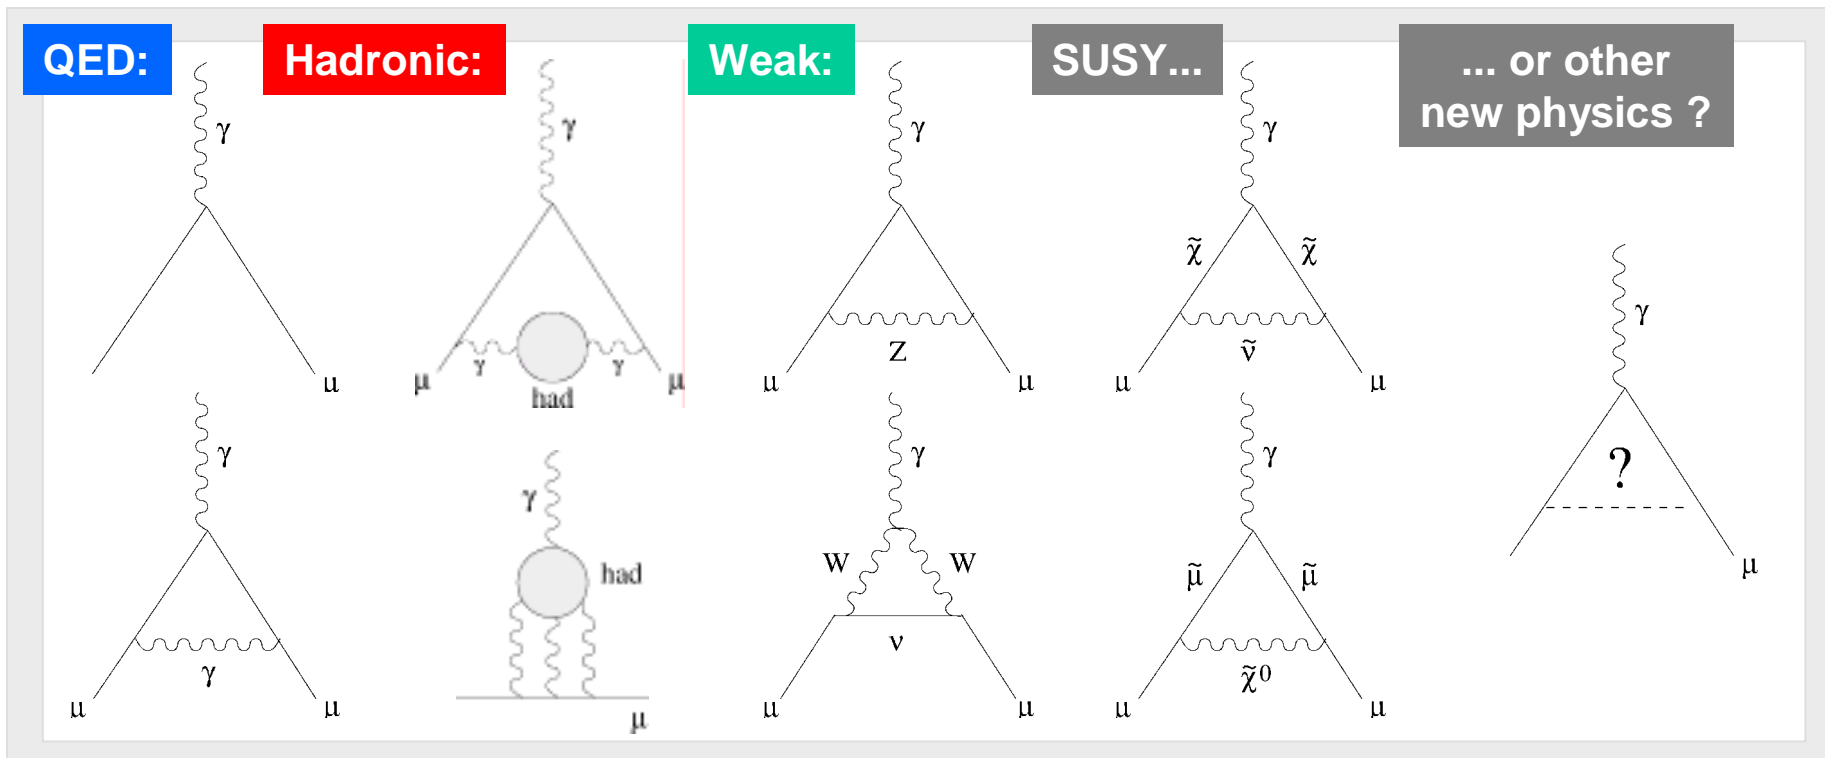 QED:
Hadronic:
Weak:
SUSY...
... or other
new physics ?
γ
μ
γ
γ
γ
μ
had
μ
γ
Z
μ
μ
γ
χ̃
χ̃
ν̃
μ
μ
γ
?
μ
γ
γ
μ
μ
γ
had
μ
γ
W
W
ν
μ
μ
γ
μ̃
μ̃
χ̃⁰
μ
μ